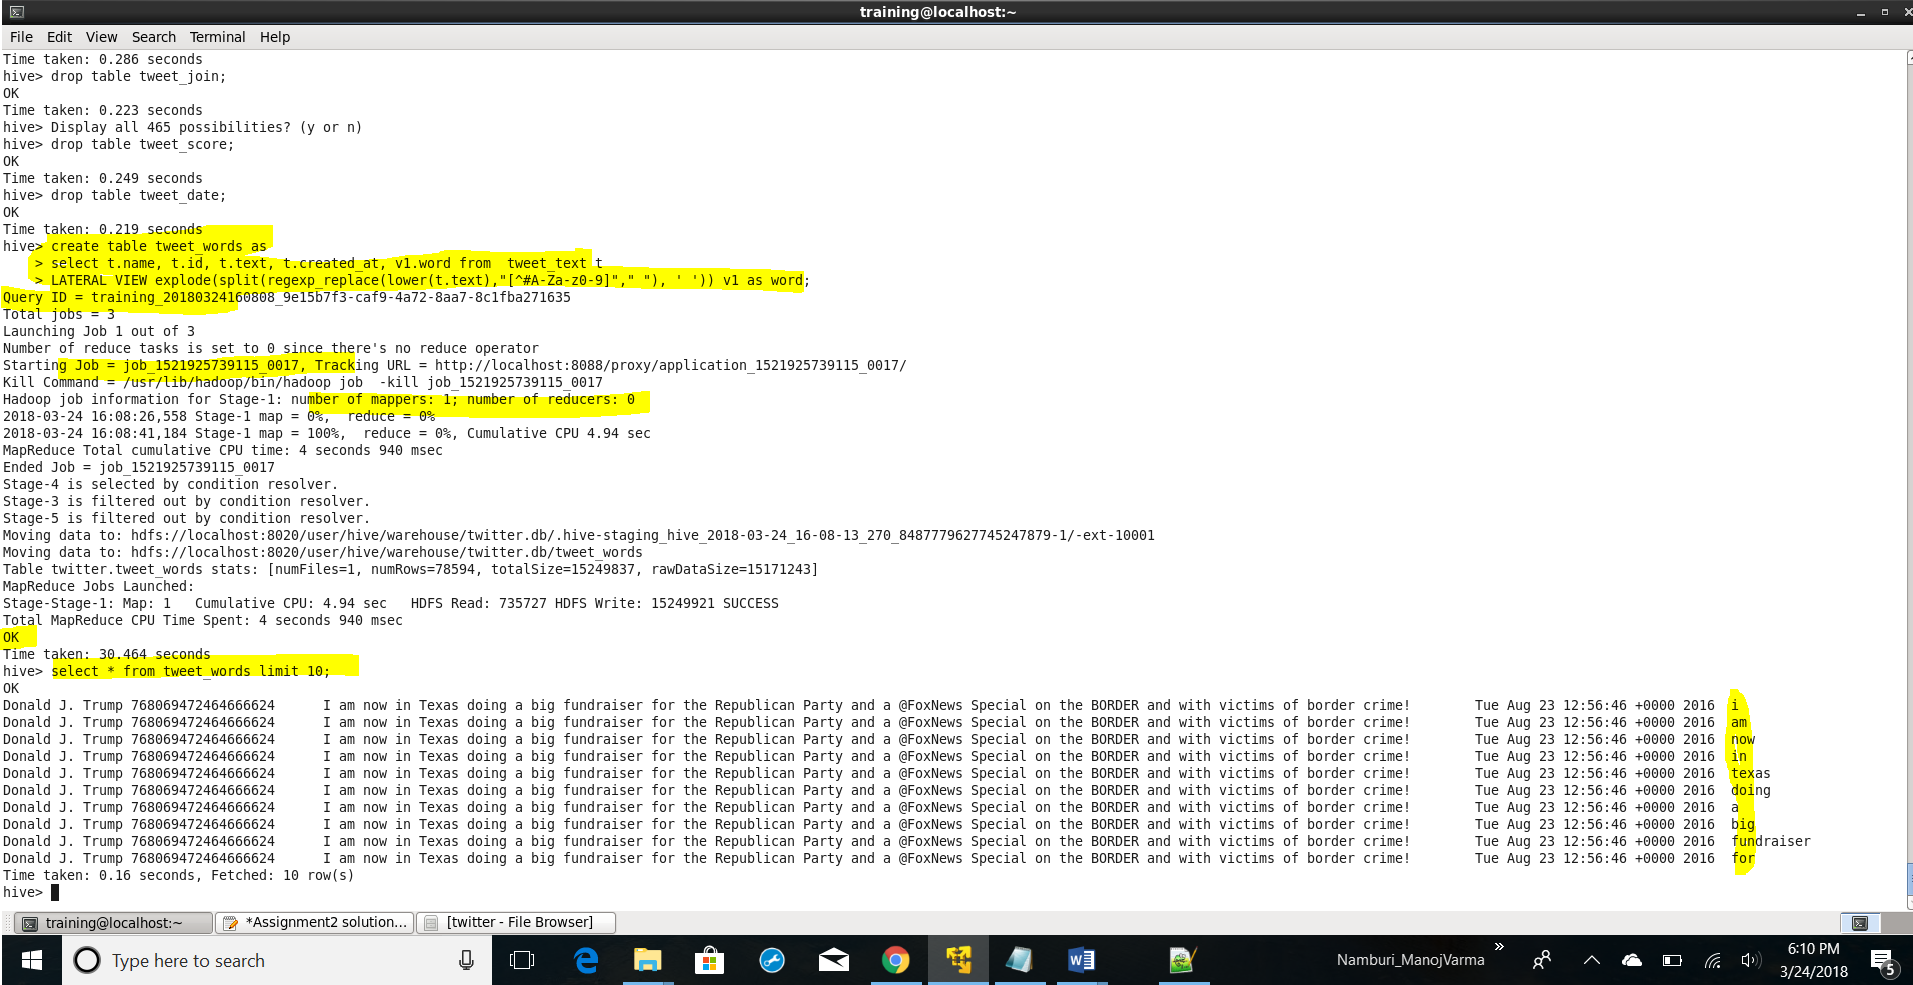 training@localhost:~
File Edit View Search Terminal Help
Time taken: 0.286 seconds
hive> drop table tweet_join;
OK
Time taken: 0.223 seconds
hive> Display all 465 possibilities? (y or n)
hive> drop table tweet_score;
OK
Time taken: 0.249 seconds
hive> drop table tweet_date;
OK
Time taken: 0.219 seconds
hive> create table tweet_words as
    > select t.name, t.id, t.text, t.created_at, v1.word from  tweet_text t
    > LATERAL VIEW explode(split(regexp_replace(lower(t.text),"[^#A-Za-z0-9]"," "), ' ')) v1 as word;
Query ID = training_20180324160808_9e15b7f3-caf9-4a72-8aa7-8c1fba271635
Total jobs = 3
Launching Job 1 out of 3
Number of reduce tasks is set to 0 since there's no reduce operator
Starting Job = job_1521925739115_0017, Tracking URL = http://localhost:8088/proxy/application_1521925739115_0017/
Kill Command = /usr/lib/hadoop/bin/hadoop job  -kill job_1521925739115_0017
Hadoop job information for Stage-1: number of mappers: 1; number of reducers: 0
2018-03-24 16:08:26,558 Stage-1 map = 0%,  reduce = 0%
2018-03-24 16:08:41,184 Stage-1 map = 100%,  reduce = 0%, Cumulative CPU 4.94 sec
MapReduce Total cumulative CPU time: 4 seconds 940 msec
Ended Job = job_1521925739115_0017
Stage-4 is selected by condition resolver.
Stage-3 is filtered out by condition resolver.
Stage-5 is filtered out by condition resolver.
Moving data to: hdfs://localhost:8020/user/hive/warehouse/twitter.db/.hive-staging_hive_2018-03-24_16-08-13_270_8487779627745247879-1/-ext-10001
Moving data to: hdfs://localhost:8020/user/hive/warehouse/twitter.db/tweet_words
Table twitter.tweet_words stats: [numFiles=1, numRows=78594, totalSize=15249837, rawDataSize=15171243]
MapReduce Jobs Launched:
Stage-Stage-1: Map: 1   Cumulative CPU: 4.94 sec   HDFS Read: 735727 HDFS Write: 15249921 SUCCESS
Total MapReduce CPU Time Spent: 4 seconds 940 msec
OK
Time taken: 30.464 seconds
hive> select * from tweet_words limit 10;
OK
Donald J. Trump 768069472464666624      I am now in Texas doing a big fundraiser for the Republican Party and a @FoxNews Special on the BORDER and with victims of border crime!        Tue Aug 23 12:56:46 +0000 2016  i
Donald J. Trump 768069472464666624      I am now in Texas doing a big fundraiser for the Republican Party and a @FoxNews Special on the BORDER and with victims of border crime!        Tue Aug 23 12:56:46 +0000 2016  am
Donald J. Trump 768069472464666624      I am now in Texas doing a big fundraiser for the Republican Party and a @FoxNews Special on the BORDER and with victims of border crime!        Tue Aug 23 12:56:46 +0000 2016  now
Donald J. Trump 768069472464666624      I am now in Texas doing a big fundraiser for the Republican Party and a @FoxNews Special on the BORDER and with victims of border crime!        Tue Aug 23 12:56:46 +0000 2016  in
Donald J. Trump 768069472464666624      I am now in Texas doing a big fundraiser for the Republican Party and a @FoxNews Special on the BORDER and with victims of border crime!        Tue Aug 23 12:56:46 +0000 2016  texas
Donald J. Trump 768069472464666624      I am now in Texas doing a big fundraiser for the Republican Party and a @FoxNews Special on the BORDER and with victims of border crime!        Tue Aug 23 12:56:46 +0000 2016  doing
Donald J. Trump 768069472464666624      I am now in Texas doing a big fundraiser for the Republican Party and a @FoxNews Special on the BORDER and with victims of border crime!        Tue Aug 23 12:56:46 +0000 2016  a
Donald J. Trump 768069472464666624      I am now in Texas doing a big fundraiser for the Republican Party and a @FoxNews Special on the BORDER and with victims of border crime!        Tue Aug 23 12:56:46 +0000 2016  big
Donald J. Trump 768069472464666624      I am now in Texas doing a big fundraiser for the Republican Party and a @FoxNews Special on the BORDER and with victims of border crime!        Tue Aug 23 12:56:46 +0000 2016  fundraiser
Donald J. Trump 768069472464666624      I am now in Texas doing a big fundraiser for the Republican Party and a @FoxNews Special on the BORDER and with victims of border crime!        Tue Aug 23 12:56:46 +0000 2016  for
Time taken: 0.16 seconds, Fetched: 10 row(s)
hive>
training@localhost:~ *Assignment2 solution... [twitter - File Browser]
Type here to search
Namburi_ManojVarma » 6:10 PM
3/24/2018 5